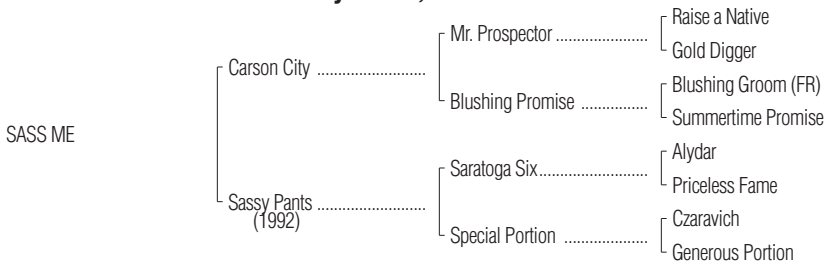 Raise a Native
Mr. Prospector ......................
Gold Digger
Carson City ..........................
Blushing Groom (FR)
Blushing Promise ................
Summertime Promise
SASS ME
Alydar
Saratoga Six..........................
Priceless Fame
Sassy Pants ..........................
(1992)
Czaravich
Special Portion ....................
Generous Portion